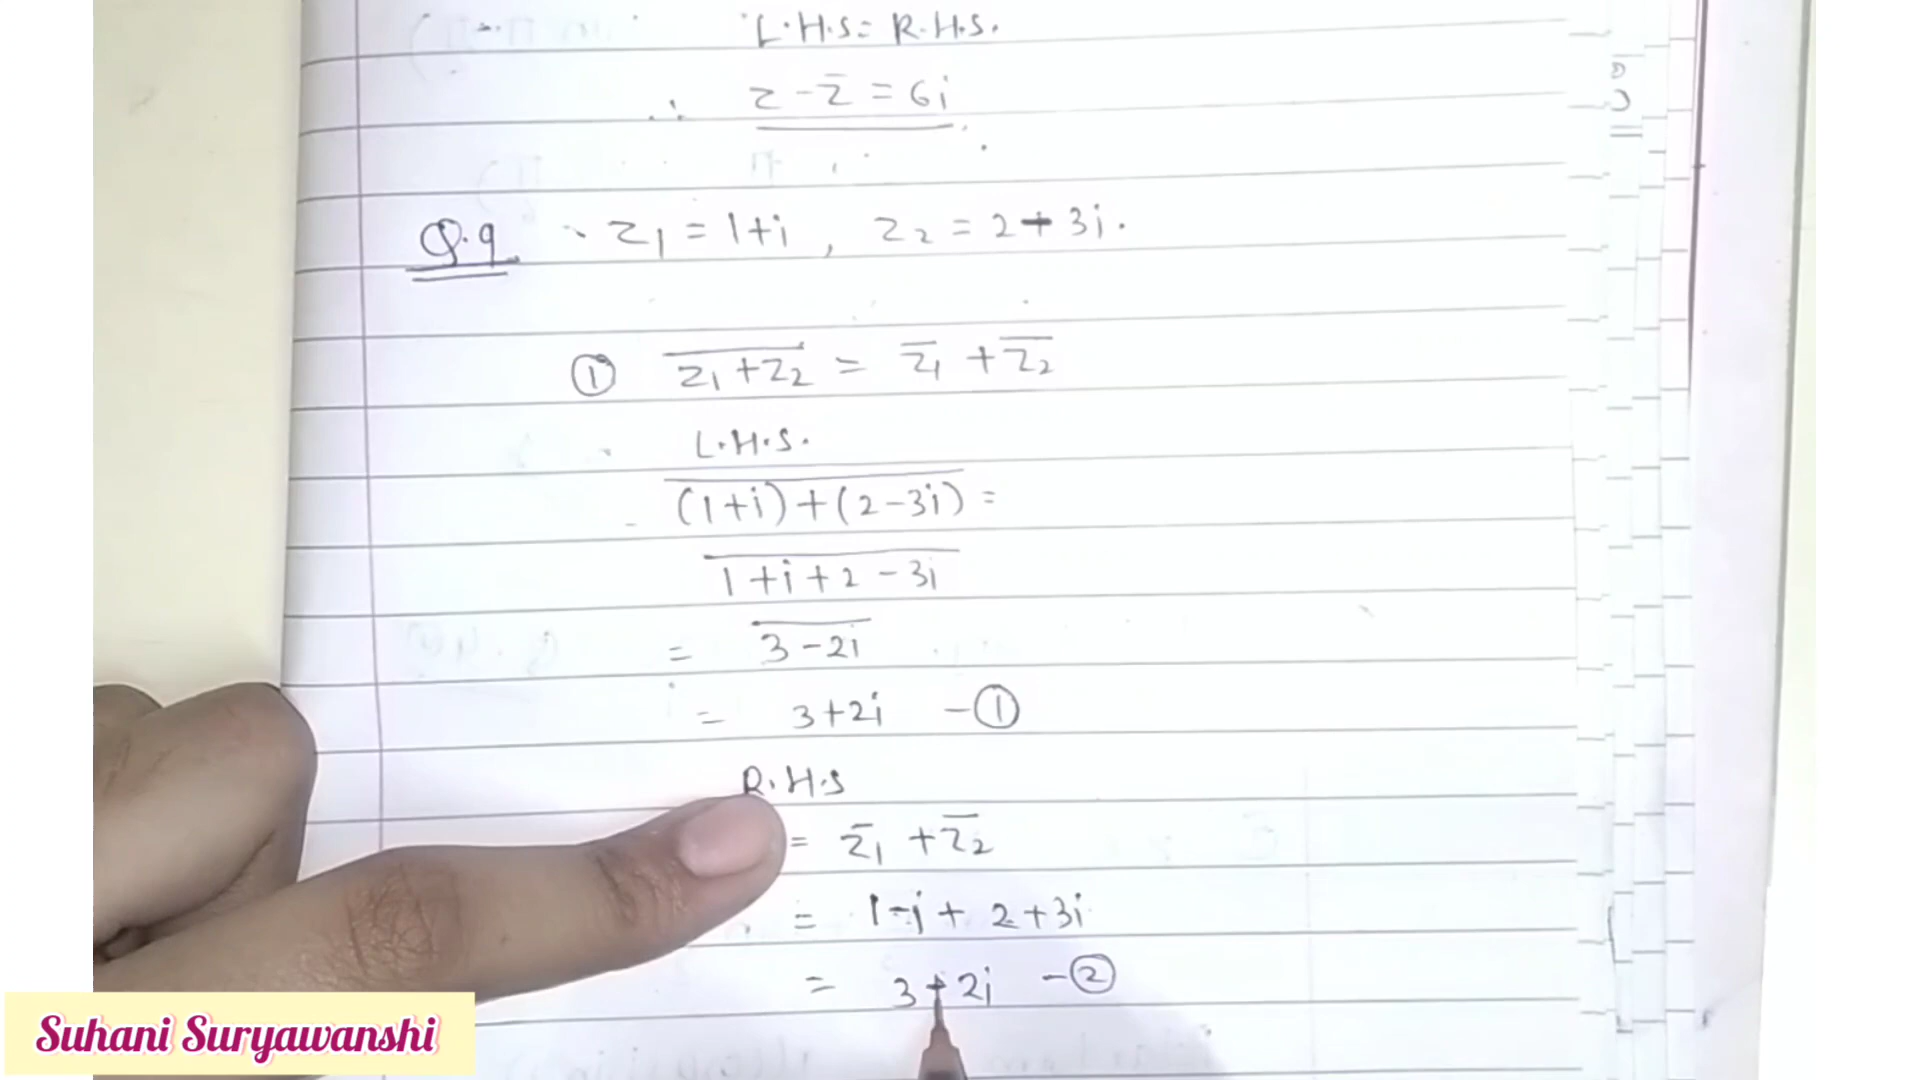 L.H.S = R.H.S.
∴ z - z̅ = 6i
Q.9 z₁ = 1+i , z₂ = 2 - 3i.
① z₁ + z₂‾ = z̅₁ + z̅₂
L.H.S.
(1+i) + (2-3i) =
1 + i + 2 - 3i
= 3 - 2i
= 3+2i - ①
R.H.S
= z̅₁ + z̅₂
= 1-i + 2+3i
= 3+2i - ②
Suhani Suryawanshi